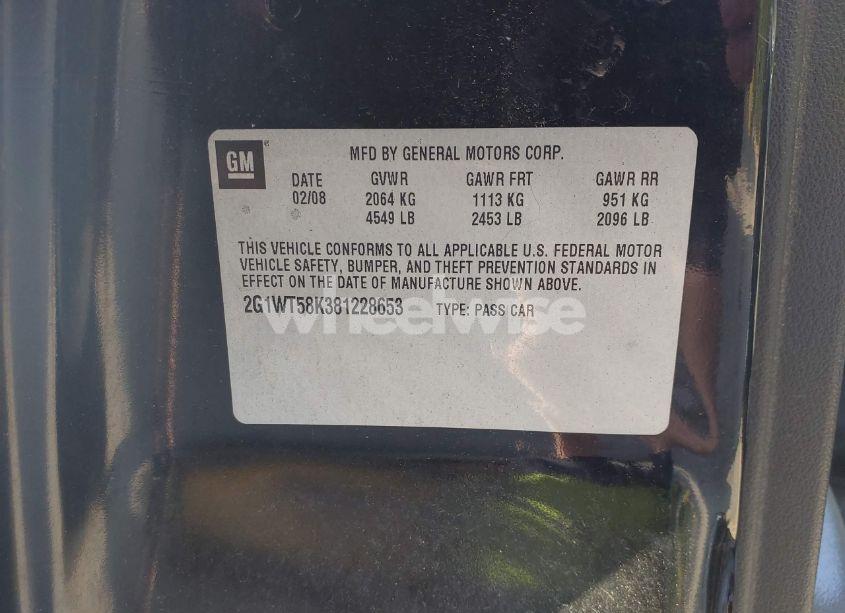 GM
MFD BY GENERAL MOTORS CORP.
DATE GVWR GAWR FRT GAWR RR
02/08 2064 KG 1113 KG 951 KG
4549 LB 2453 LB 2096 LB
THIS VEHICLE CONFORMS TO ALL APPLICABLE U.S. FEDERAL MOTOR
VEHICLE SAFETY, BUMPER, AND THEFT PREVENTION STANDARDS IN
EFFECT ON THE DATE OF MANUFACTURE SHOWN ABOVE.
2G1WT58K381228653 TYPE: PASS CAR
wheelwise